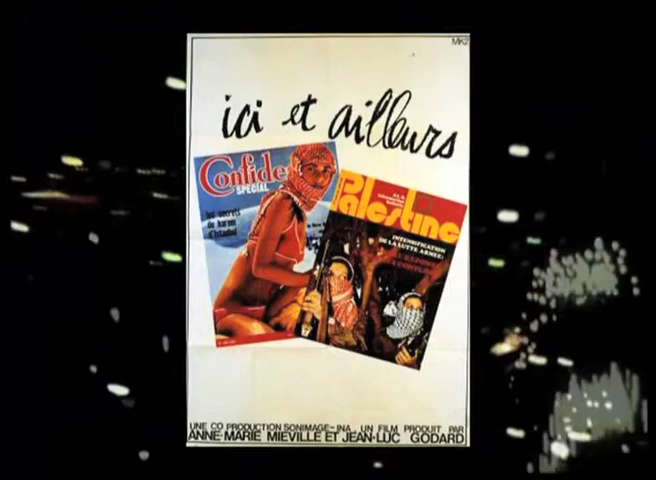 MK2
ici et ailleurs
Confide
SPÉCIAL
les secrets
du harem
d'Istanbul
Palestine
INTENSIFICATION
DE LA LUTTE ARMÉE:
UNE CO PRODUCTION SONIMAGE-INA, UN FILM PRODUIT PAR
ANNE-MARIE MIEVILLE ET JEAN-LUC GODARD